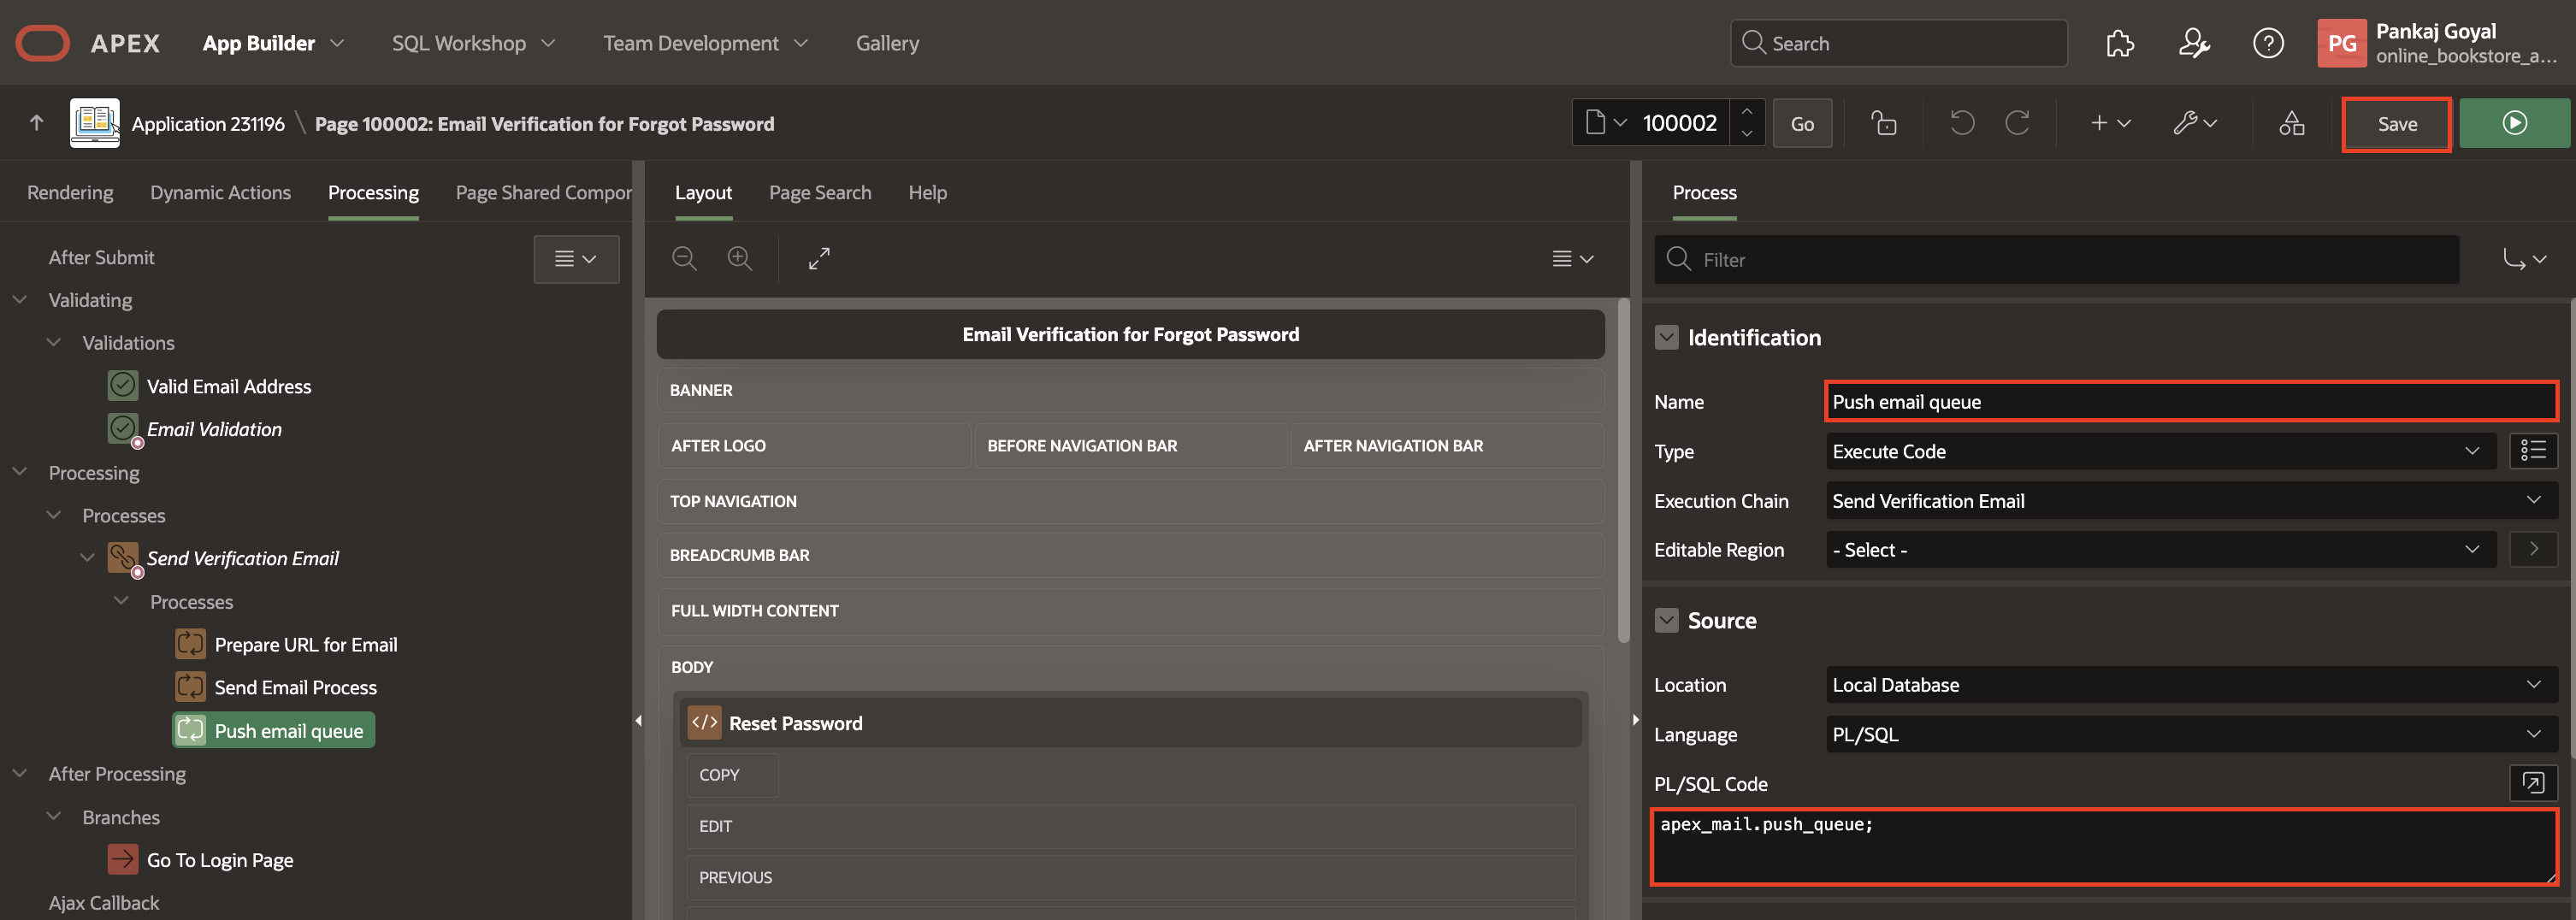 APEX App Builder SQL Workshop Team Development Gallery Search PG Pankaj Goyal
online_bookstore_a...
Application 231196 \ Page 100002: Email Verification for Forgot Password 100002 Go Save
Rendering Dynamic Actions Processing Page Shared Compor
After Submit
Validating
Validations
Valid Email Address
Email Validation
Processing
Processes
Send Verification Email
Processes
Prepare URL for Email
Send Email Process
Push email queue
After Processing
Branches
Go To Login Page
Ajax Callback
Layout Page Search Help
Email Verification for Forgot Password
BANNER
AFTER LOGO BEFORE NAVIGATION BAR AFTER NAVIGATION BAR
TOP NAVIGATION
BREADCRUMB BAR
FULL WIDTH CONTENT
BODY
</> Reset Password
COPY
EDIT
PREVIOUS
Process
Filter
Identification
Name Push email queue
Type Execute Code
Execution Chain Send Verification Email
Editable Region - Select -
Source
Location Local Database
Language PL/SQL
PL/SQL Code
apex_mail.push_queue;